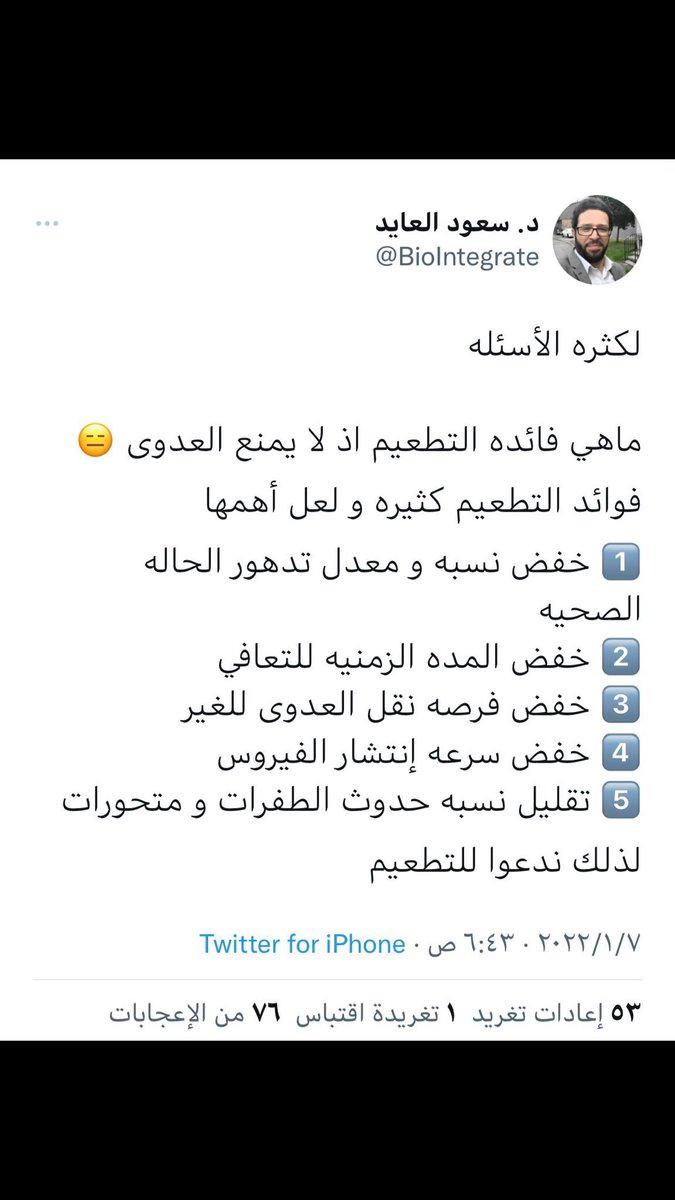 د. سعود العايد
@BioIntegrate
لكثره الأسئله
ماهي فائده التطعيم اذ لا يمنع العدوى 😑
فوائد التطعيم كثيره و لعل أهمها
1️⃣ خفض نسبه و معدل تدهور الحاله
الصحيه
2️⃣ خفض المده الزمنيه للتعافي
3️⃣ خفض فرصه نقل العدوى للغير
4️⃣ خفض سرعه إنتشار الفيروس
5️⃣ تقليل نسبه حدوث الطفرات و متحورات
لذلك ندعوا للتطعيم
٢٠٢٢/١/٧ · ٦:٤٣ ص · Twitter for iPhone
٥٣ إعادات تغريد ١ تغريدة اقتباس ٧٦ من الإعجابات